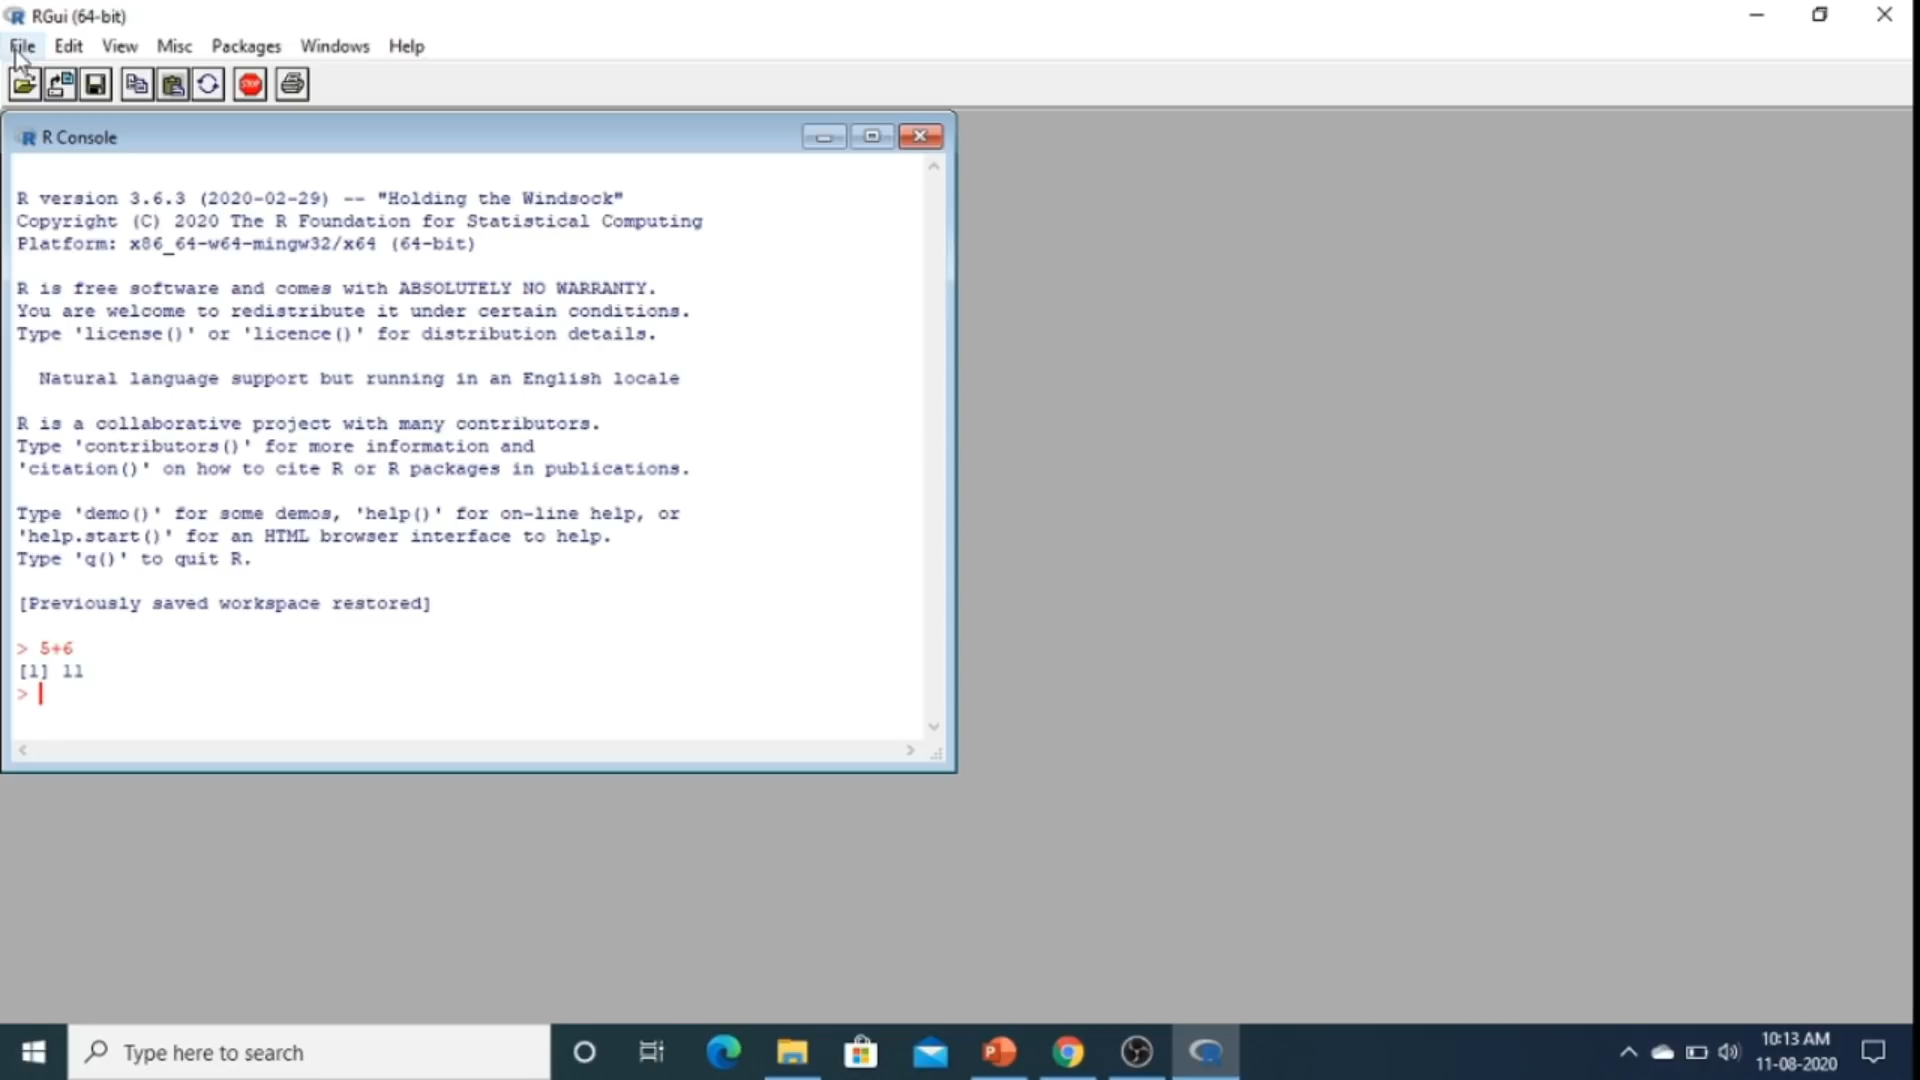 RGui (64-bit)
File Edit View Misc Packages Windows Help
STOP
R Console
R version 3.6.3 (2020-02-29) -- "Holding the Windsock"
Copyright (C) 2020 The R Foundation for Statistical Computing
Platform: x86_64-w64-mingw32/x64 (64-bit)
R is free software and comes with ABSOLUTELY NO WARRANTY.
You are welcome to redistribute it under certain conditions.
Type 'license()' or 'licence()' for distribution details.
Natural language support but running in an English locale
R is a collaborative project with many contributors.
Type 'contributors()' for more information and
'citation()' on how to cite R or R packages in publications.
Type 'demo()' for some demos, 'help()' for on-line help, or
'help.start()' for an HTML browser interface to help.
Type 'q()' to quit R.
[Previously saved workspace restored]
> 5+6
[1] 11
>
Type here to search
10:13 AM
11-08-2020